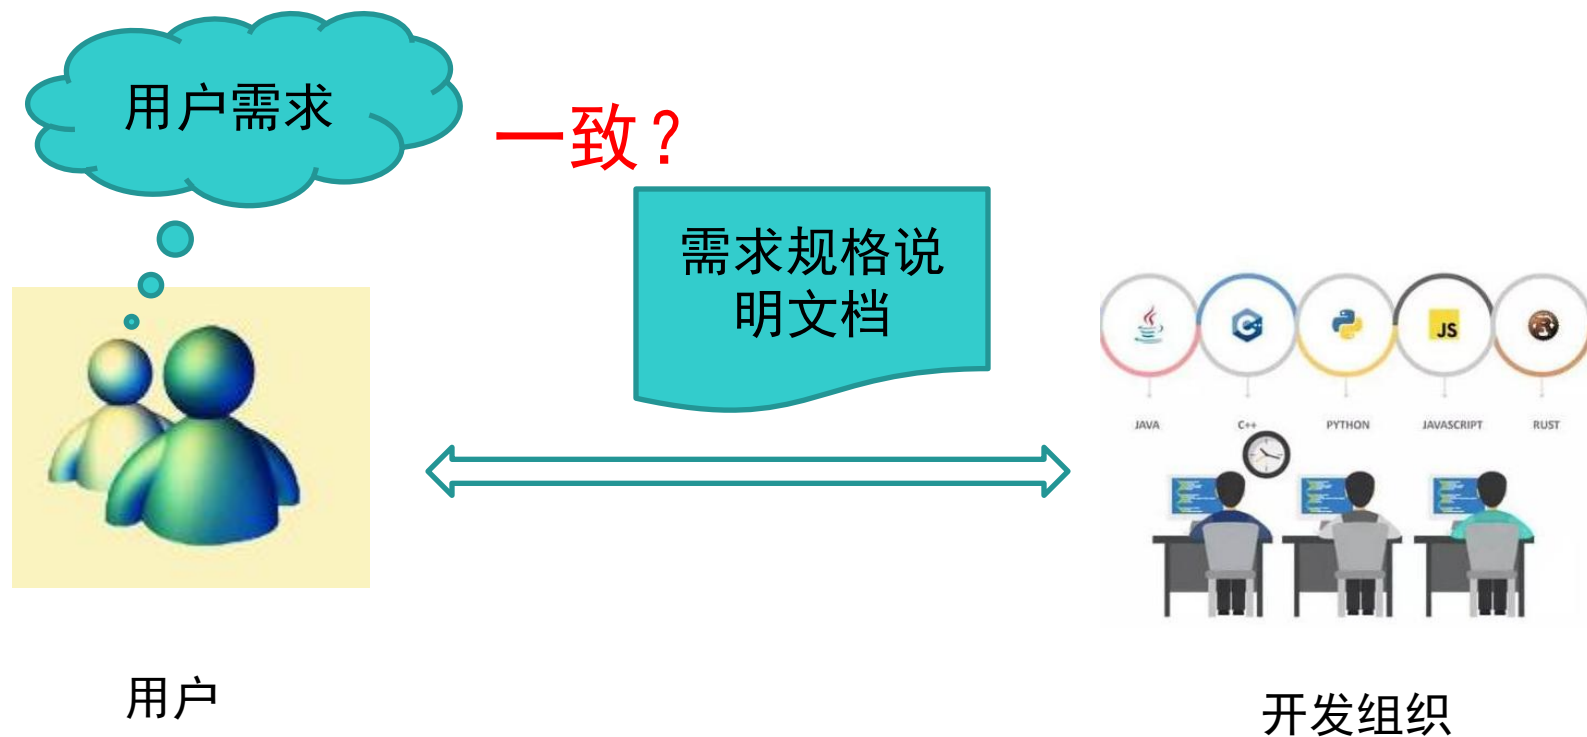 用户需求
一致？
需求规格说
明文档
JS
JAVA
C++
PYTHON
JAVASCRIPT
RUST
用户
开发组织